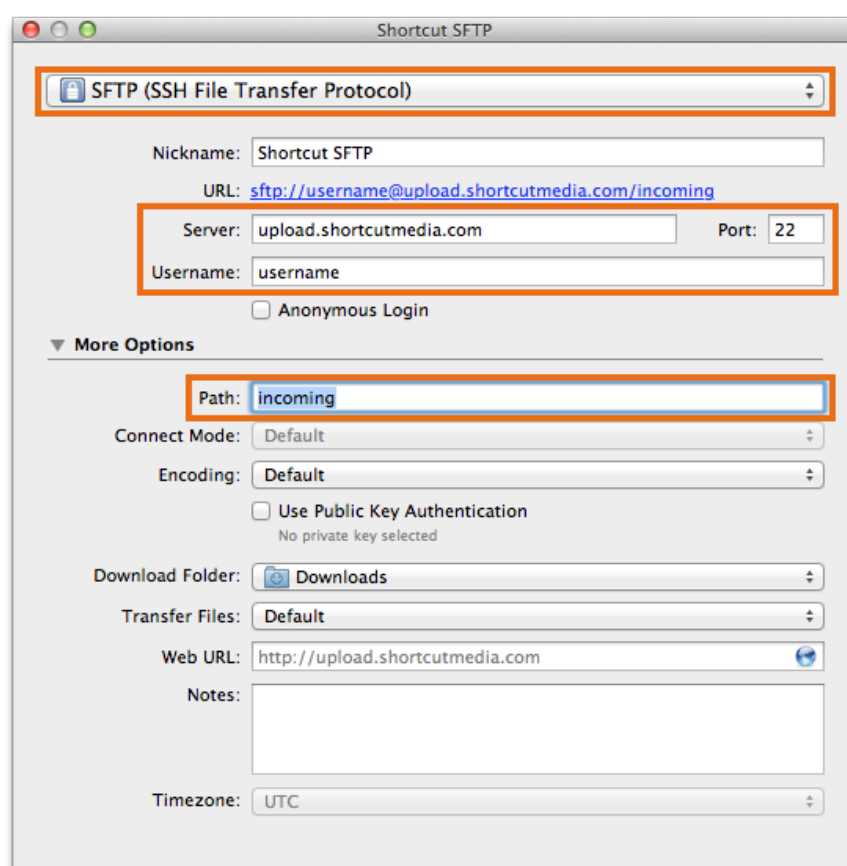 Shortcut SFTP
SFTP (SSH File Transfer Protocol)
Nickname: Shortcut SFTP
URL: sftp://username@upload.shortcutmedia.com/incoming
Server: upload.shortcutmedia.com Port: 22
Username: username
Anonymous Login
More Options
Path: incoming
Connect Mode: Default
Encoding: Default
Use Public Key Authentication
No private key selected
Download Folder: Downloads
Transfer Files: Default
Web URL: http://upload.shortcutmedia.com
Notes:
Timezone: UTC